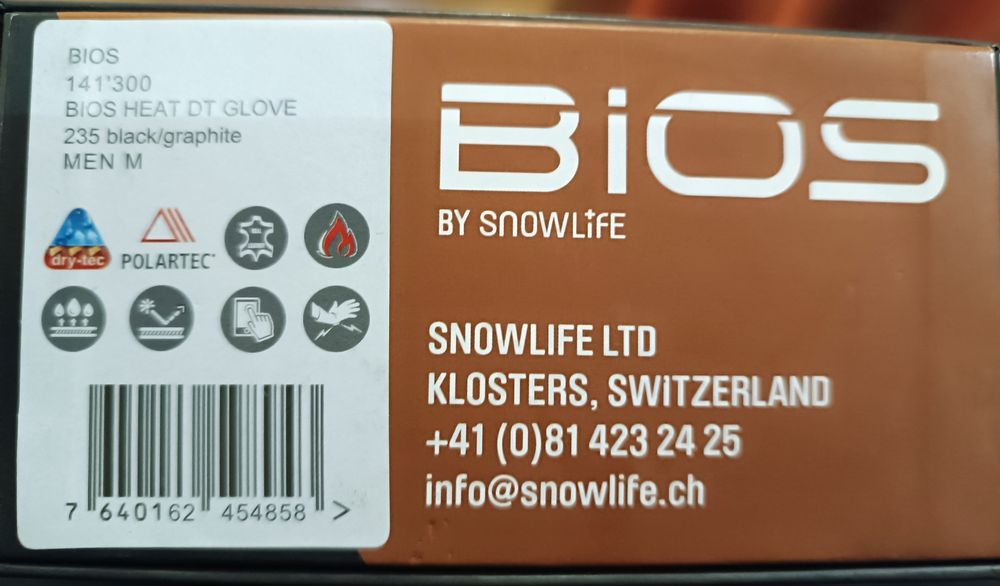 BIOS
141'300
BIOS HEAT DT GLOVE
235 black/graphite
MEN M
dry-tec
POLARTEC
7 640162 454858 >
BiOS
BY SNOWLiFE
SNOWLIFE LTD
KLOSTERS, SWITZERLAND
+41 (0)81 423 24 25
info@snowlife.ch